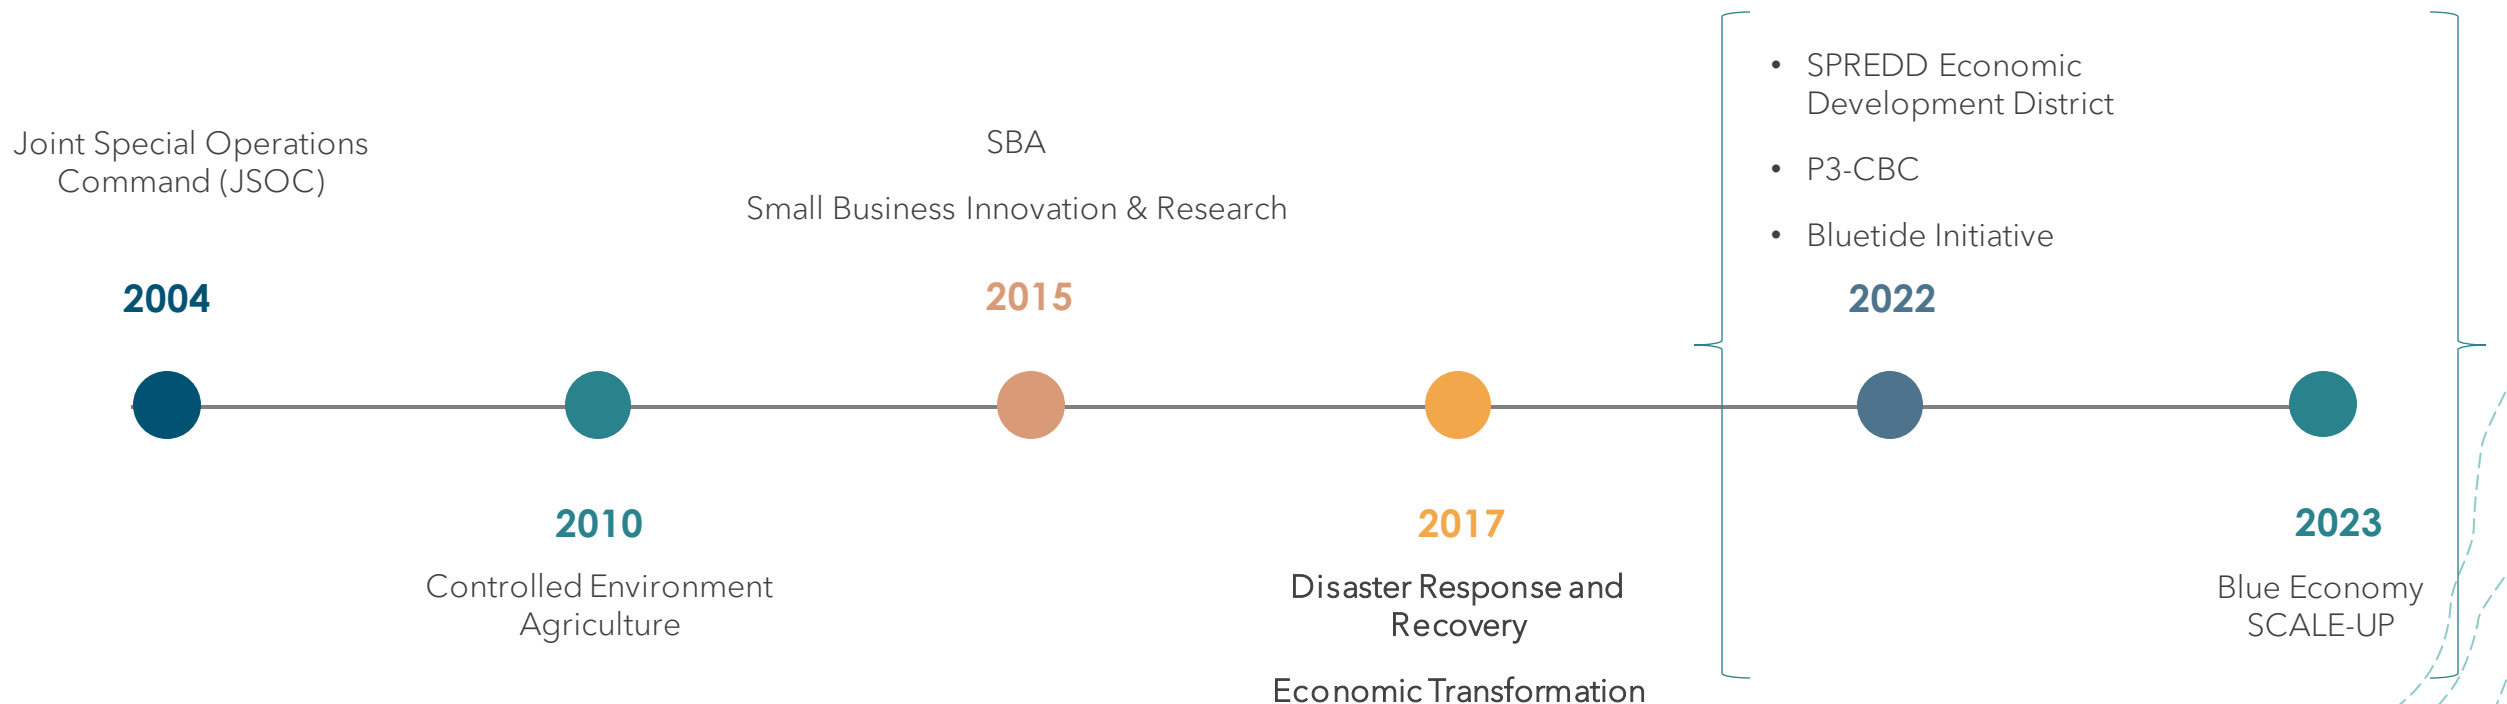 Joint Special Operations
Command (JSOC)
2004
2010
Controlled Environment
Agriculture
SBA
Small Business Innovation & Research
2015
2017
Disaster Response and
Recovery
Economic Transformation
• SPREDD Economic
Development District
• P3-CBC
• Bluetide Initiative
2022
2023
Blue Economy
SCALE-UP